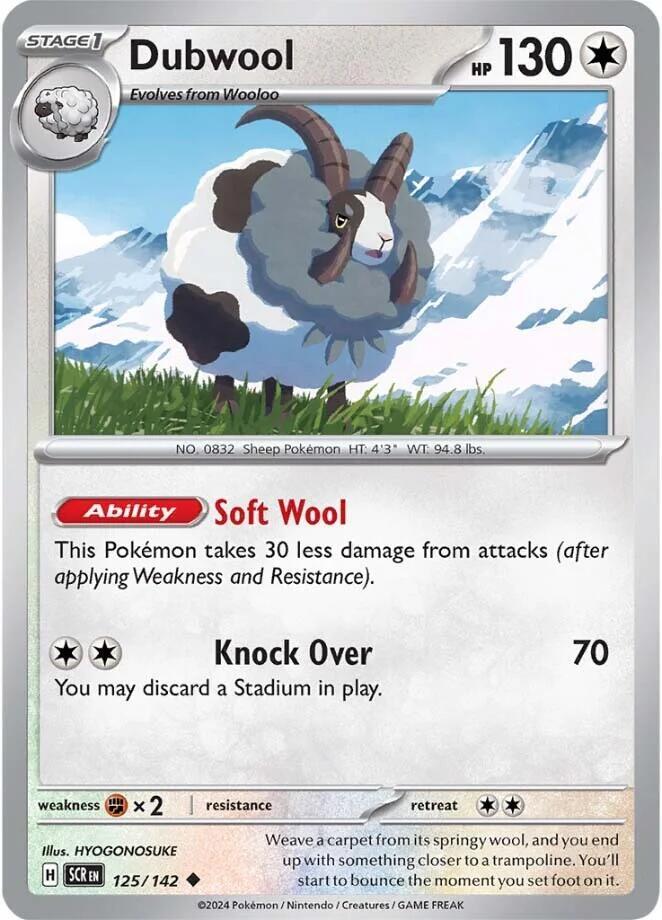 STAGE1
Dubwool
HP 130
Evolves from Wooloo
NO. 0832 Sheep Pokémon HT: 4'3" WT: 94.8 lbs.
Ability Soft Wool
This Pokémon takes 30 less damage from attacks (after
applying Weakness and Resistance).
Knock Over 70
You may discard a Stadium in play.
weakness ×2 resistance retreat
Illus. HYOGONOSUKE
H SCR EN 125/142
Weave a carpet from its springy wool, and you end
up with something closer to a trampoline. You'll
start to bounce the moment you set foot on it.
©2024 Pokémon / Nintendo / Creatures / GAME FREAK